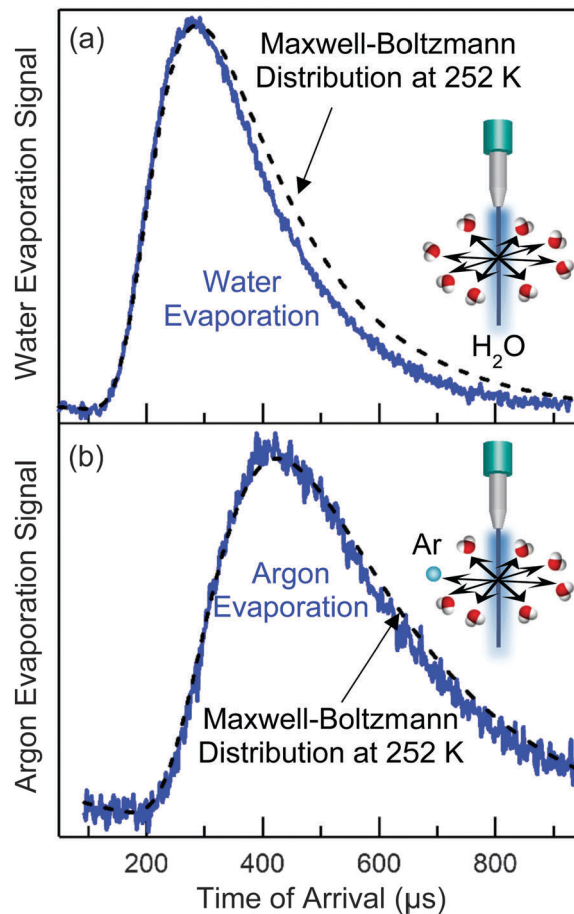 (a)
Maxwell-Boltzmann
Distribution at 252 K
Water Evaporation Signal
Water
Evaporation
H₂O
(b)
Ar
Argon Evaporation Signal
Argon
Evaporation
Maxwell-Boltzmann
Distribution at 252 K
200 400 600 800
Time of Arrival (µs)